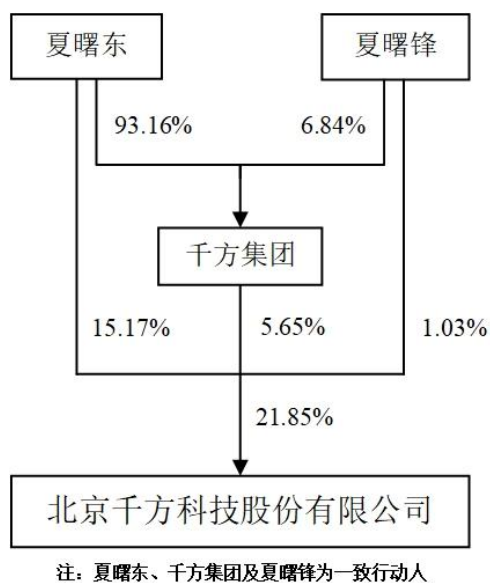 夏曙东
夏曙锋
93.16%
6.84%
千方集团
15.17%
5.65%
1.03%
21.85%
北京千方科技股份有限公司
注：夏曙东、千方集团及夏曙锋为一致行动人